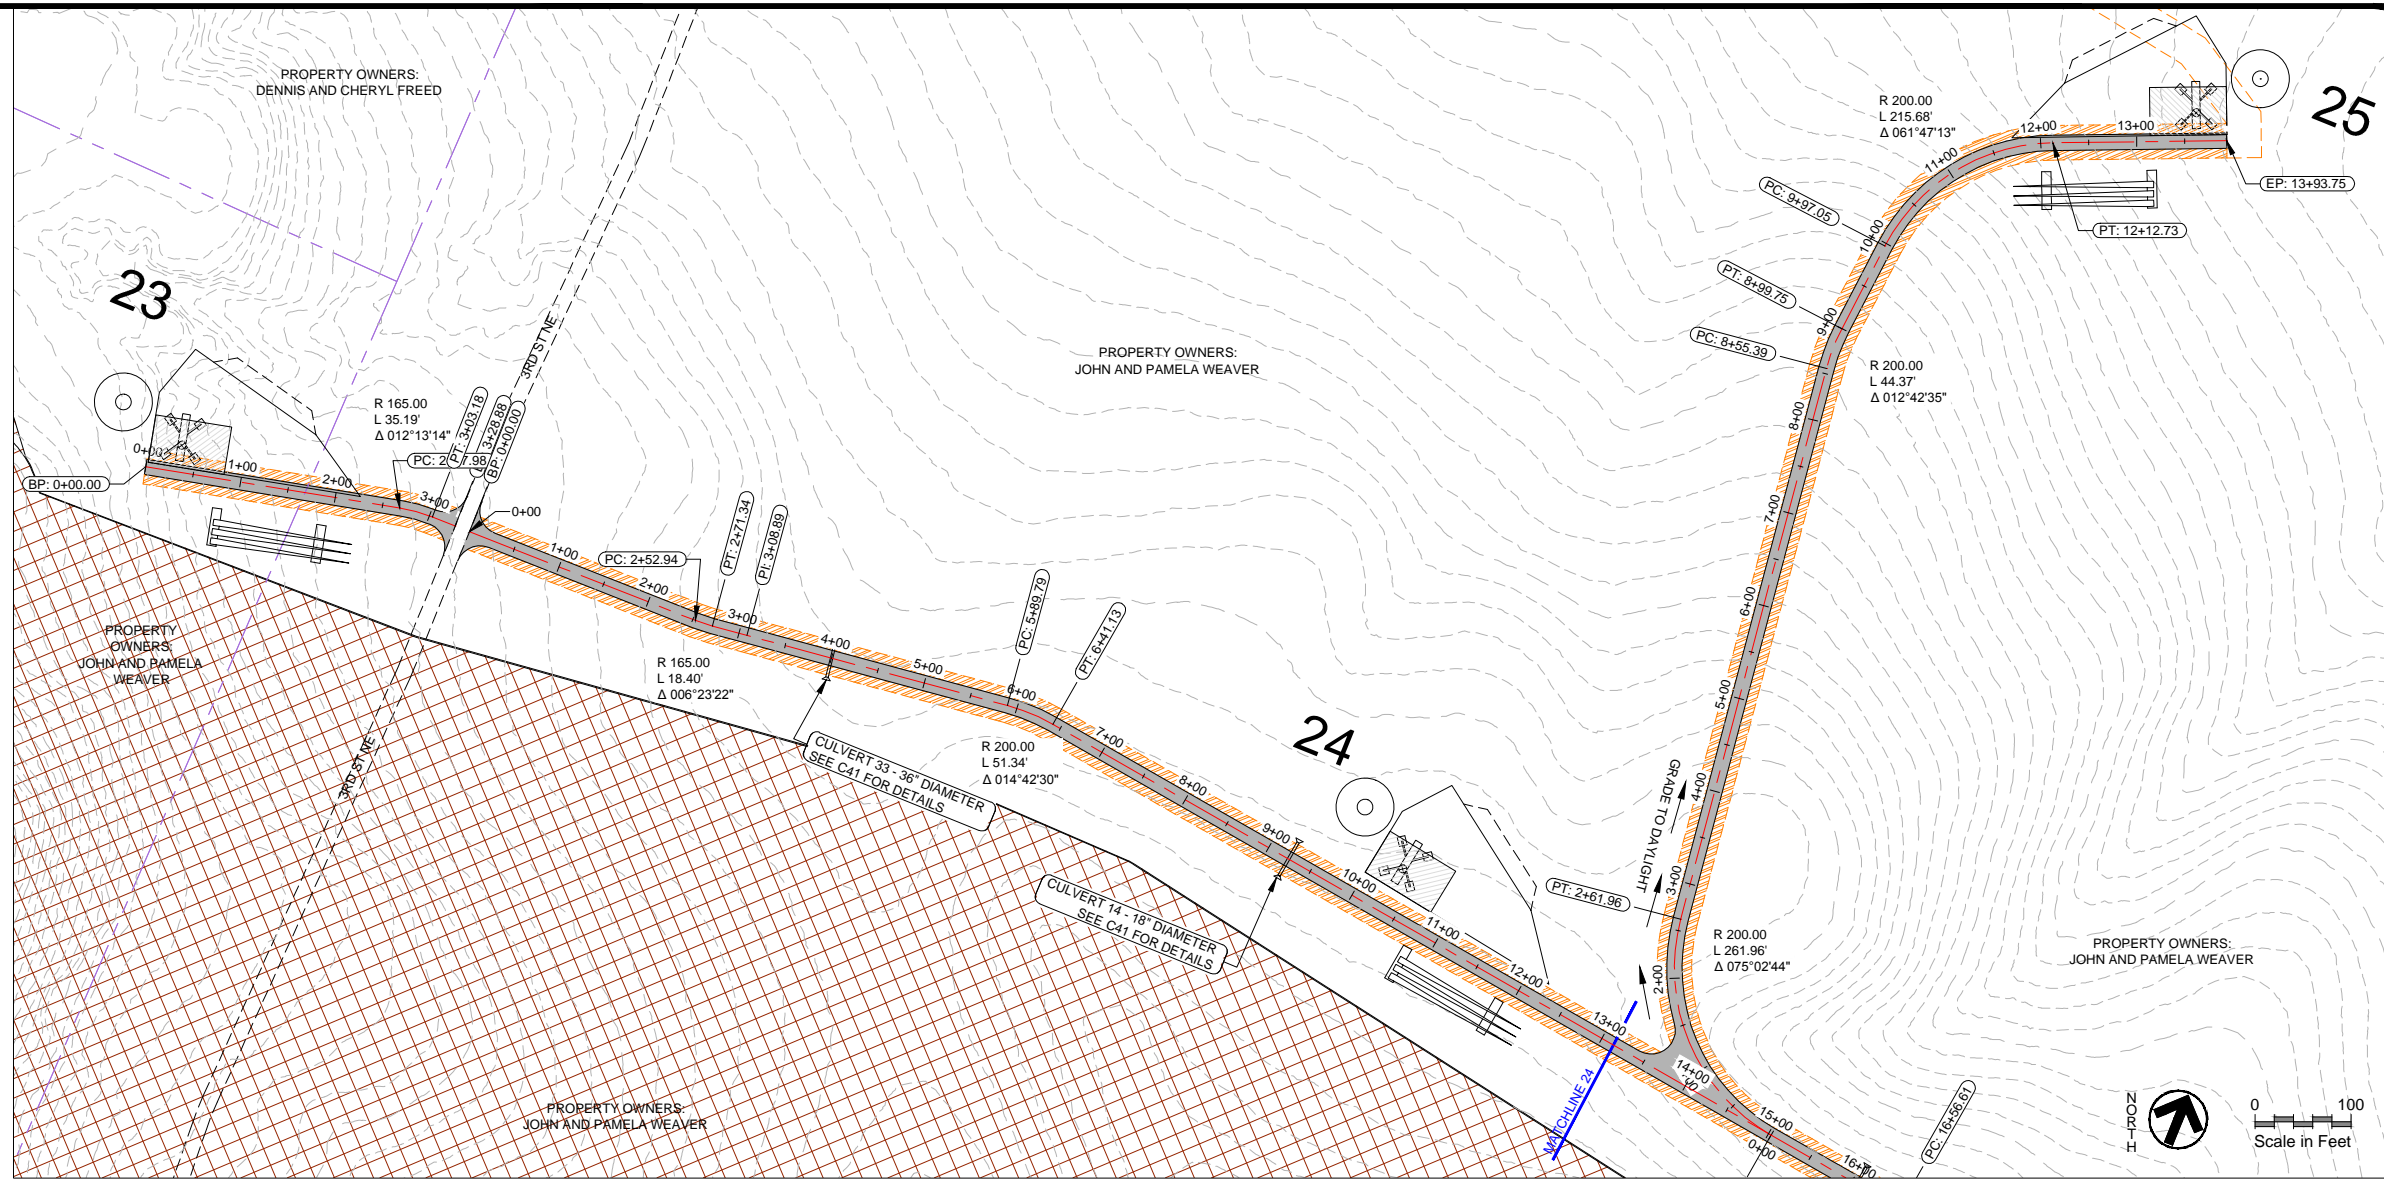 PROPERTY OWNERS:
DENNIS AND CHERYL FREED
23
R 165.00
L 35.19'
Δ 012°13'14"
PT: 3+03.18
3+28.88
BP: 0+00.00
3RD ST NE
BP: 0+00.00
0+00
1+00
2+00
3+00
0+00
1+00
PC: 2+52.94
2+00
PT: 2+71.34
PI: 3+08.89
3+00
4+00
5+00
6+00
PC: 5+89.79
PT: 6+41.13
7+00
8+00
9+00
10+00
11+00
12+00
13+00
14+00
15+00
16+00
R 165.00
L 18.40'
Δ 006°23'22"
R 200.00
L 51.34'
Δ 014°42'30"
CULVERT 33 - 36" DIAMETER
SEE C41 FOR DETAILS
CULVERT 14 - 18" DIAMETER
SEE C41 FOR DETAILS
24
PROPERTY OWNERS:
JOHN AND PAMELA WEAVER
PROPERTY
OWNERS:
JOHN AND PAMELA
WEAVER
3RD ST NE
PROPERTY OWNERS:
JOHN AND PAMELA WEAVER
MATCHLINE 24
GRADE TO DAYLIGHT
0+00
2+00
3+00
4+00
5+00
6+00
7+00
8+00
9+00
10+00
11+00
12+00
13+00
PT: 2+61.96
R 200.00
L 261.96'
Δ 075°02'44"
PC: 8+55.39
PT: 8+99.75
R 200.00
L 44.37'
Δ 012°42'35"
PC: 9+97.05
R 200.00
L 215.68'
Δ 061°47'13"
PT: 12+12.73
EP: 13+93.75
25
PROPERTY OWNERS:
JOHN AND PAMELA WEAVER
PC: 16+56.61
NORTH
0 100
Scale in Feet